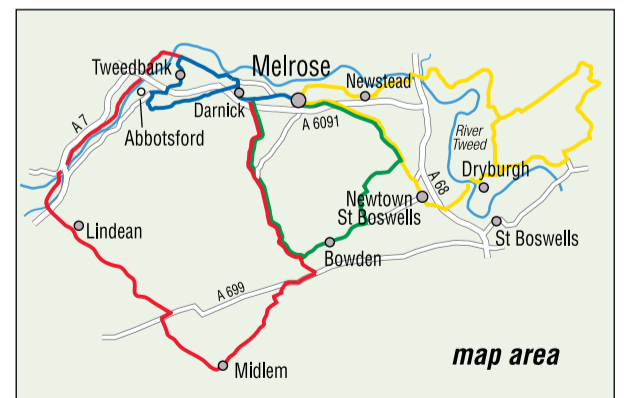 Tweedbank
Melrose
Newstead
Darnick
A 7
Abbotsford
A 6091
River
Tweed
A 68
Dryburgh
Newtown
St Boswells
St Boswells
Lindean
Bowden
A 699
Midlem
map area